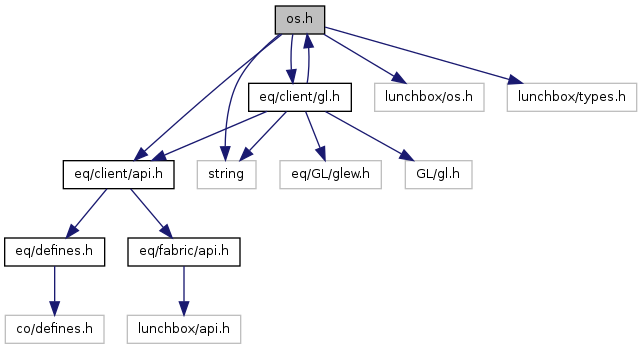 os.h
eq/client/gl.h
lunchbox/os.h
lunchbox/types.h
eq/client/api.h
string
eq/GL/glew.h
GL/gl.h
eq/defines.h
eq/fabric/api.h
co/defines.h
lunchbox/api.h